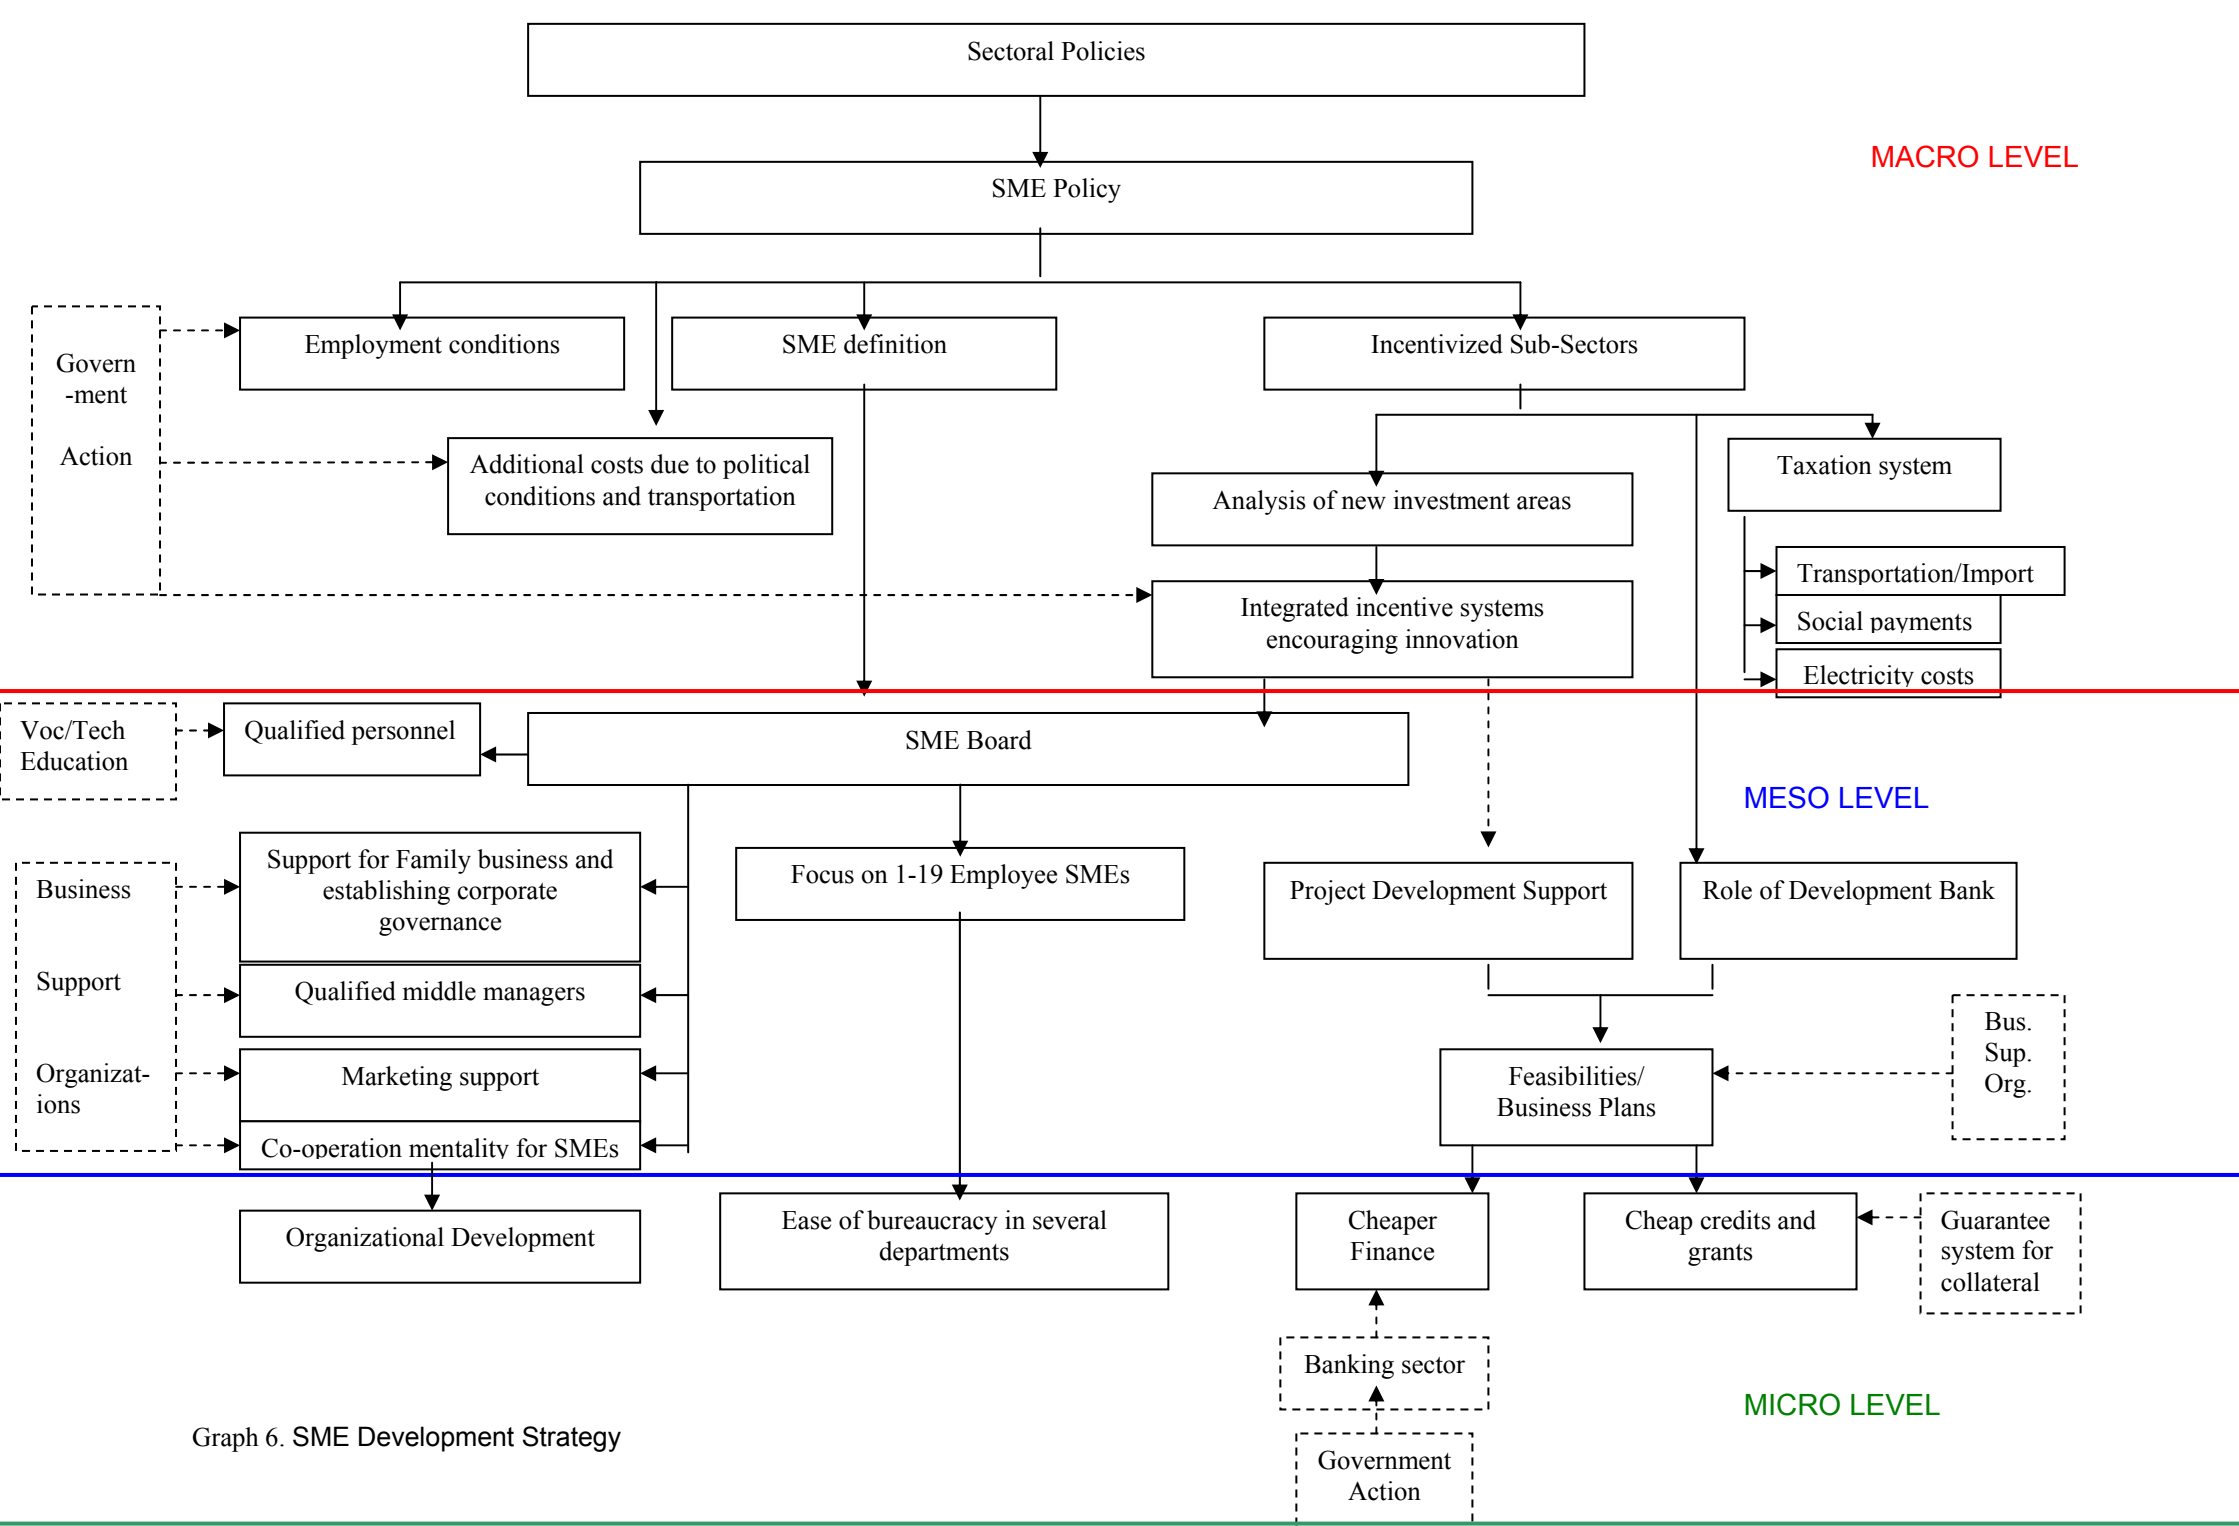 Sectoral Policies
MACRO LEVEL
SME Policy
Govern
-ment
Action
Employment conditions
SME definition
Incentivized Sub-Sectors
Additional costs due to political
conditions and transportation
Taxation system
Analysis of new investment areas
Transportation/Import
Integrated incentive systems
encouraging innovation
Social payments
Electricity costs
Voc/Tech
Education
Qualified personnel
SME Board
MESO LEVEL
Business
Support
Organizat-
ions
Support for Family business and
establishing corporate
governance
Focus on 1-19 Employee SMEs
Project Development Support
Role of Development Bank
Qualified middle managers
Marketing support
Co-operation mentality for SMEs
Feasibilities/
Business Plans
Bus.
Sup.
Org.
Organizational Development
Ease of bureaucracy in several
departments
Cheaper
Finance
Cheap credits and
grants
Guarantee
system for
collateral
Banking sector
MICRO LEVEL
Graph 6. SME Development Strategy
Government
Action